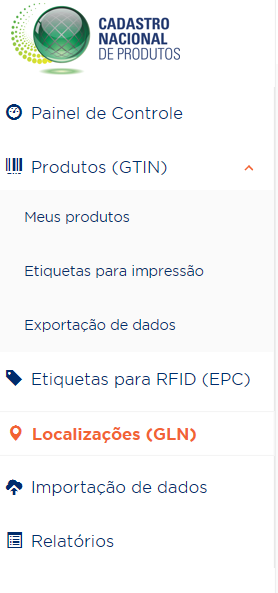 CADASTRO
NACIONAL
DE PRODUTOS
Painel de Controle
Produtos (GTIN)
Meus produtos
Etiquetas para impressão
Exportação de dados
Etiquetas para RFID (EPC)
Localizações (GLN)
Importação de dados
Relatórios